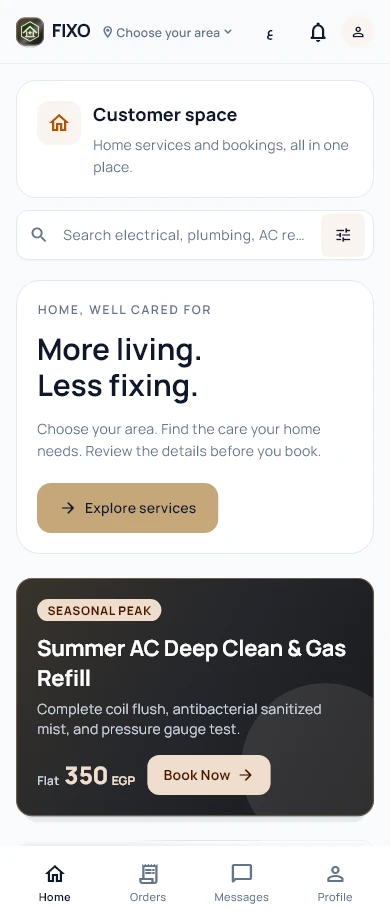 FIXO
Choose your area
ع
Customer space
Home services and bookings, all in one
place.
Search electrical, plumbing, AC re...
HOME, WELL CARED FOR
More living.
Less fixing.
Choose your area. Find the care your home
needs. Review the details before you book.
Explore services
SEASONAL PEAK
Summer AC Deep Clean & Gas
Refill
Complete coil flush, antibacterial sanitized
mist, and pressure gauge test.
Flat 350 EGP
Book Now
Home
Orders
Messages
Profile